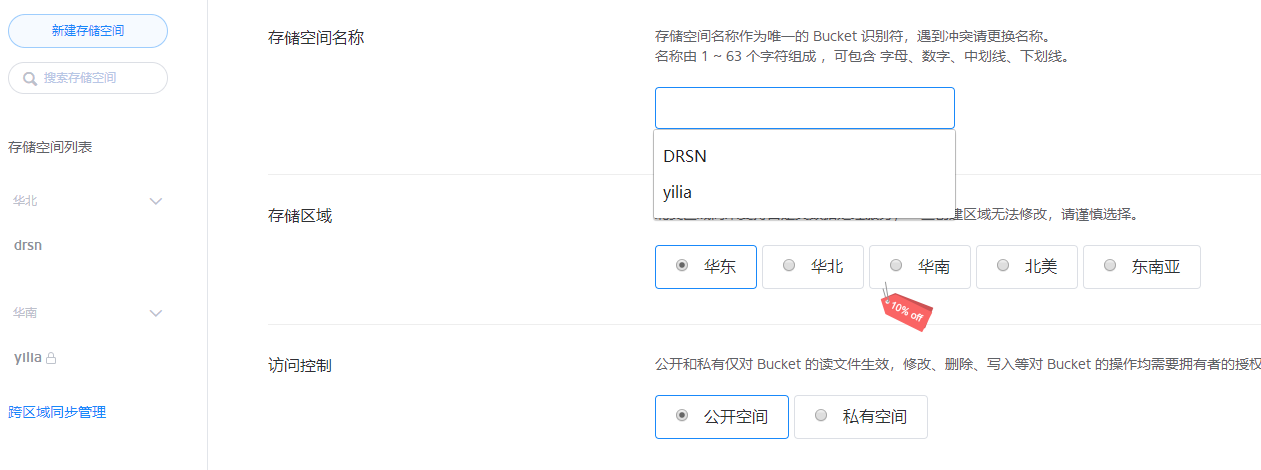 新建存储空间
搜索存储空间
存储空间列表
华北
drsn
华南
yilia
跨区域同步管理
存储空间名称
存储空间名称作为唯一的 Bucket 识别符，遇到冲突请更换名称。
名称由 1 ~ 63 个字符组成 ，可包含 字母、数字、中划线、下划线。
DRSN
yilia
存储区域
创建区域无法修改，请谨慎选择。
华东
华北
华南
北美
东南亚
10% off
访问控制
公开和私有仅对 Bucket 的读文件生效，修改、删除、写入等对 Bucket 的操作均需要拥有者的授权
公开空间
私有空间